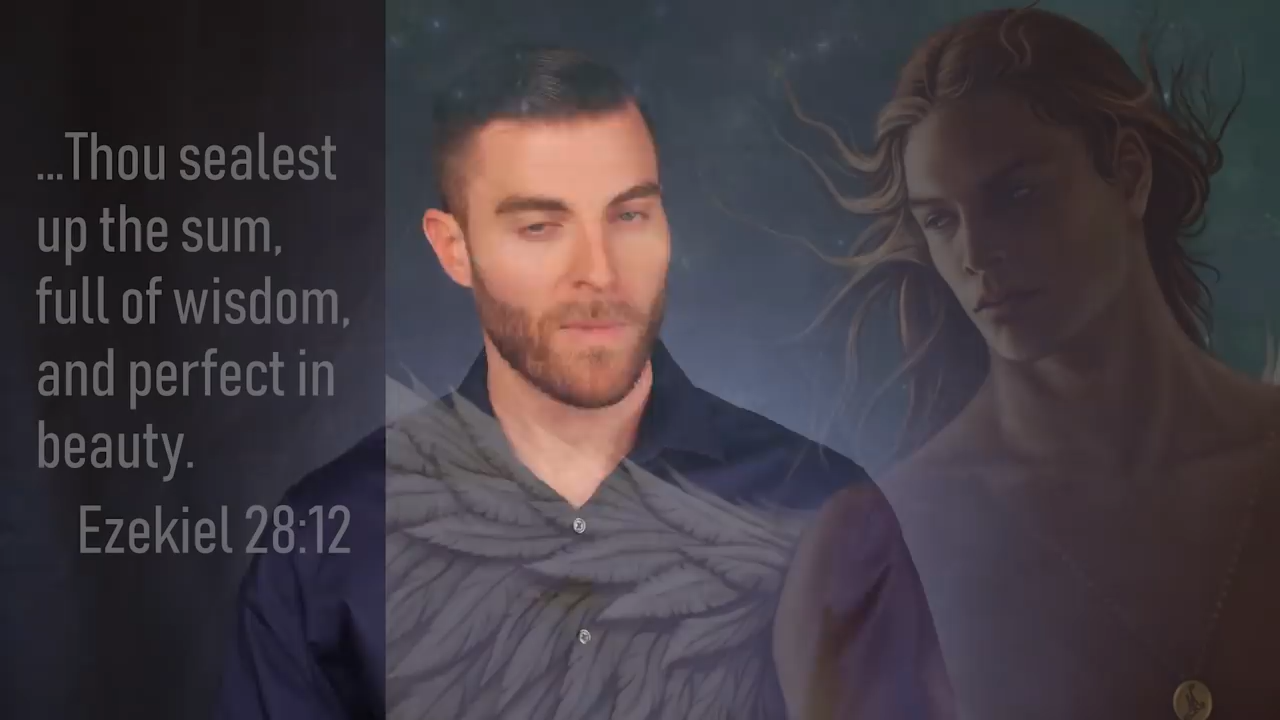 ...Thou sealest
up the sum,
full of wisdom,
and perfect in
beauty.
Ezekiel 28:12